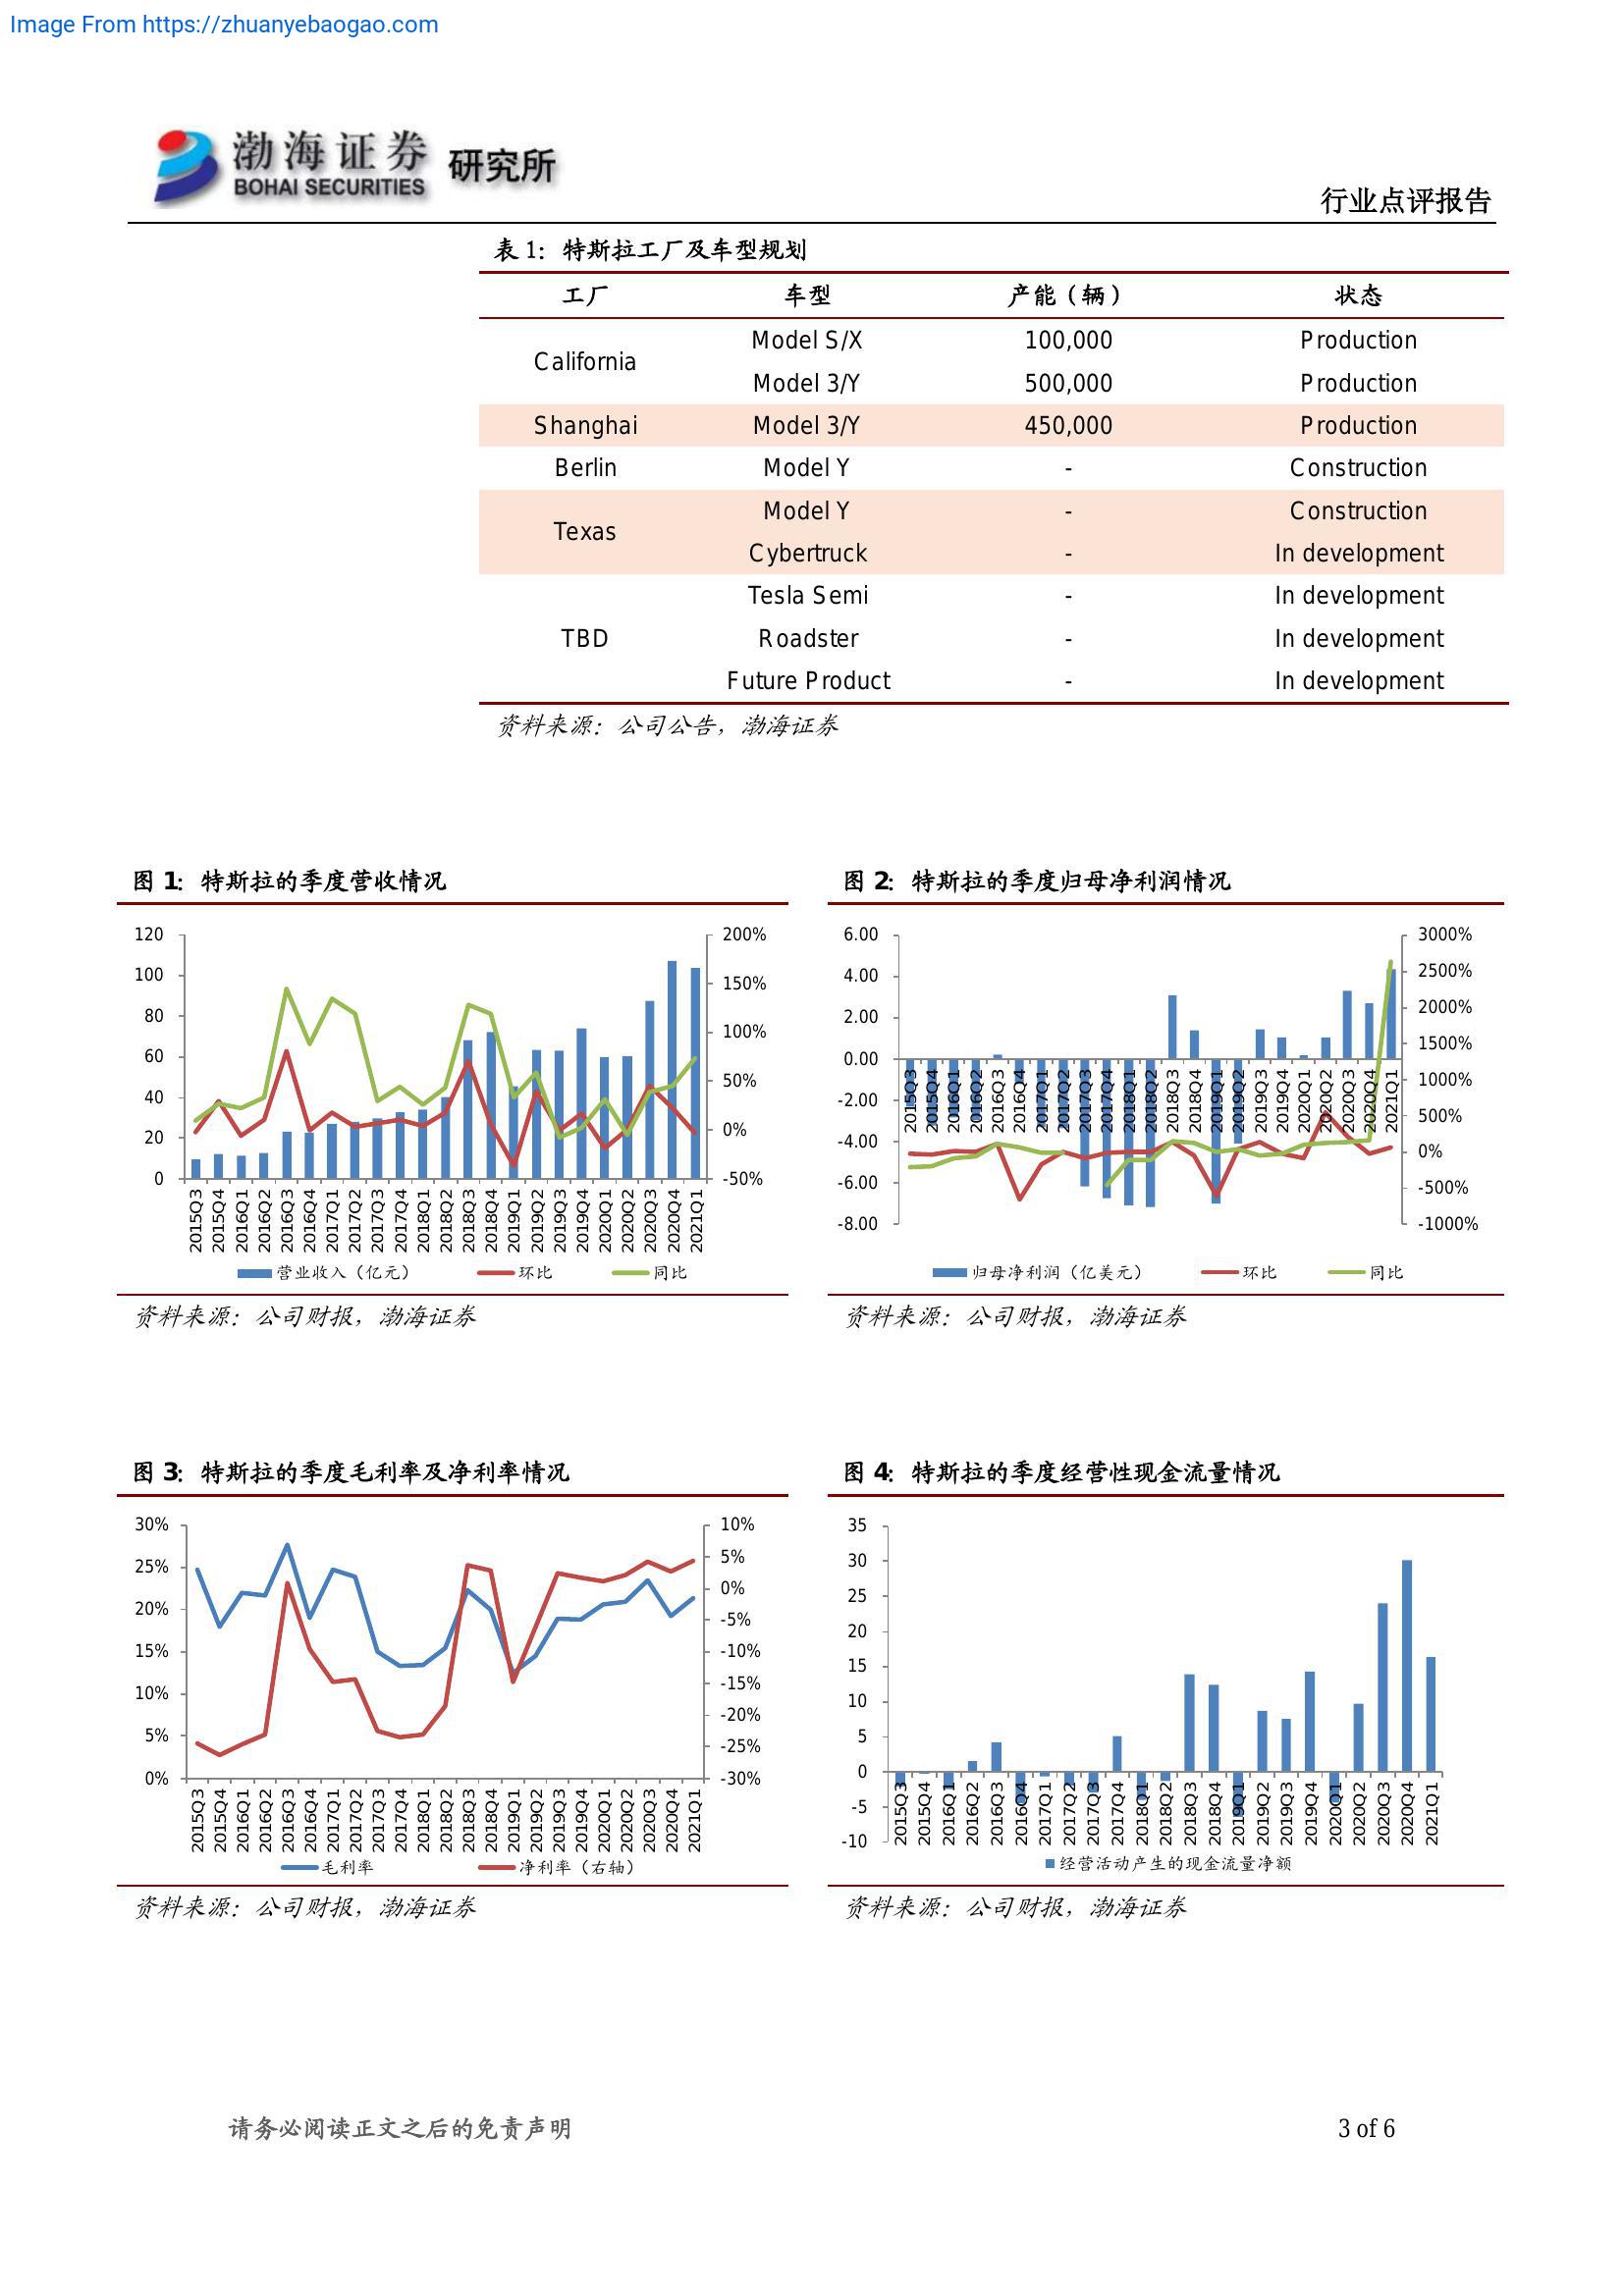 Image From https://zhuanyebaogao.com
渤海证券 研究所
BOHAI SECURITIES
行业点评报告
表 1：特斯拉工厂及车型规划
工厂 车型 产能（辆） 状态
California Model S/X 100,000 Production
Model 3/Y 500,000 Production
Shanghai Model 3/Y 450,000 Production
Berlin Model Y - Construction
Texas Model Y - Construction
Cybertruck - In development
TBD Tesla Semi - In development
Roadster - In development
Future Product - In development
资料来源：公司公告，渤海证券
图 1：特斯拉的季度营收情况
120 100 80 60 40 20 0
200% 150% 100% 50% 0% -50%
2015Q3 2015Q4 2016Q1 2016Q2 2016Q3 2016Q4 2017Q1 2017Q2 2017Q3 2017Q4 2018Q1 2018Q2 2018Q3 2018Q4 2019Q1 2019Q2 2019Q3 2019Q4 2020Q1 2020Q2 2020Q3 2020Q4 2021Q1
营业收入（亿元） 环比 同比
资料来源：公司财报，渤海证券
图 2：特斯拉的季度归母净利润情况
6.00 4.00 2.00 0.00 -2.00 -4.00 -6.00 -8.00
3000% 2500% 2000% 1500% 1000% 500% 0% -500% -1000%
2015Q3 2015Q4 2016Q1 2016Q2 2016Q3 2016Q4 2017Q1 2017Q2 2017Q3 2017Q4 2018Q1 2018Q2 2018Q3 2018Q4 2019Q1 2019Q2 2019Q3 2019Q4 2020Q1 2020Q2 2020Q3 2020Q4 2021Q1
归母净利润（亿美元） 环比 同比
资料来源：公司财报，渤海证券
图 3：特斯拉的季度毛利率及净利率情况
30% 25% 20% 15% 10% 5% 0%
10% 5% 0% -5% -10% -15% -20% -25% -30%
2015Q3 2015Q4 2016Q1 2016Q2 2016Q3 2016Q4 2017Q1 2017Q2 2017Q3 2017Q4 2018Q1 2018Q2 2018Q3 2018Q4 2019Q1 2019Q2 2019Q3 2019Q4 2020Q1 2020Q2 2020Q3 2020Q4 2021Q1
毛利率 净利率（右轴）
资料来源：公司财报，渤海证券
图 4：特斯拉的季度经营性现金流量情况
35 30 25 20 15 10 5 0 -5 -10
2015Q3 2015Q4 2016Q1 2016Q2 2016Q3 2016Q4 2017Q1 2017Q2 2017Q3 2017Q4 2018Q1 2018Q2 2018Q3 2018Q4 2019Q1 2019Q2 2019Q3 2019Q4 2020Q1 2020Q2 2020Q3 2020Q4 2021Q1
经营活动产生的现金流量净额
资料来源：公司财报，渤海证券
请务必阅读正文之后的免责声明
3 of 6